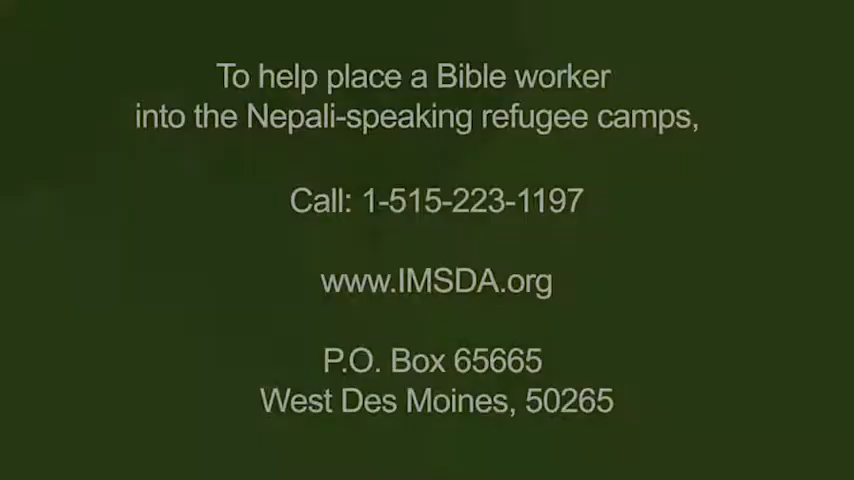 To help place a Bible worker
into the Nepali-speaking refugee camps,
Call: 1-515-223-1197
www.IMSDA.org
P.O. Box 65665
West Des Moines, 50265